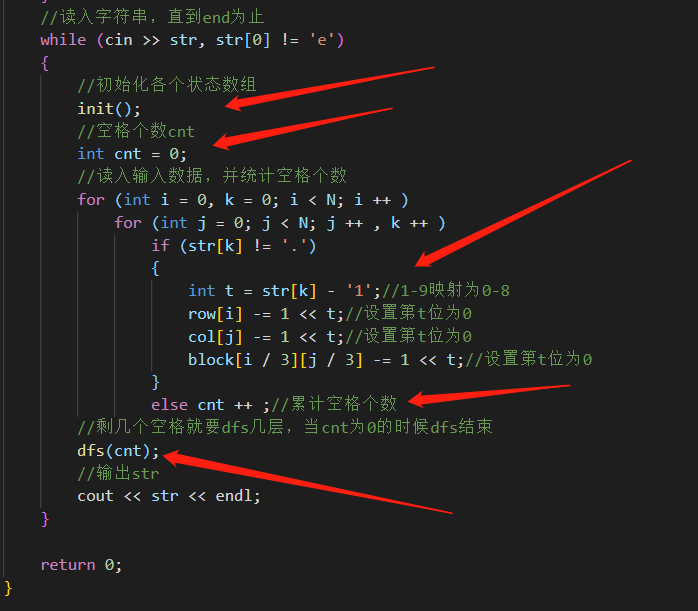 //读入字符串，直到end为止
while (cin >> str, str[0] != 'e')
{
//初始化各个状态数组
init();
//空格个数cnt
int cnt = 0;
//读入输入数据，并统计空格个数
for (int i = 0, k = 0; i < N; i ++ )
for (int j = 0; j < N; j ++ , k ++ )
if (str[k] != '.')
{
int t = str[k] - '1';//1-9映射为0-8
row[i] -= 1 << t;//设置第t位为0
col[j] -= 1 << t;//设置第t位为0
block[i / 3][j / 3] -= 1 << t;//设置第t位为0
}
else cnt ++ ;//累计空格个数
//剩几个空格就要dfs几层，当cnt为0的时候dfs结束
dfs(cnt);
//输出str
cout << str << endl;
}
return 0;
}